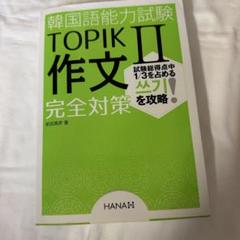 韓国語能力試験
TOPIK II
作文
完全対策
試験総得点中
1/3を占める
쓰기!
を攻略!
HANA